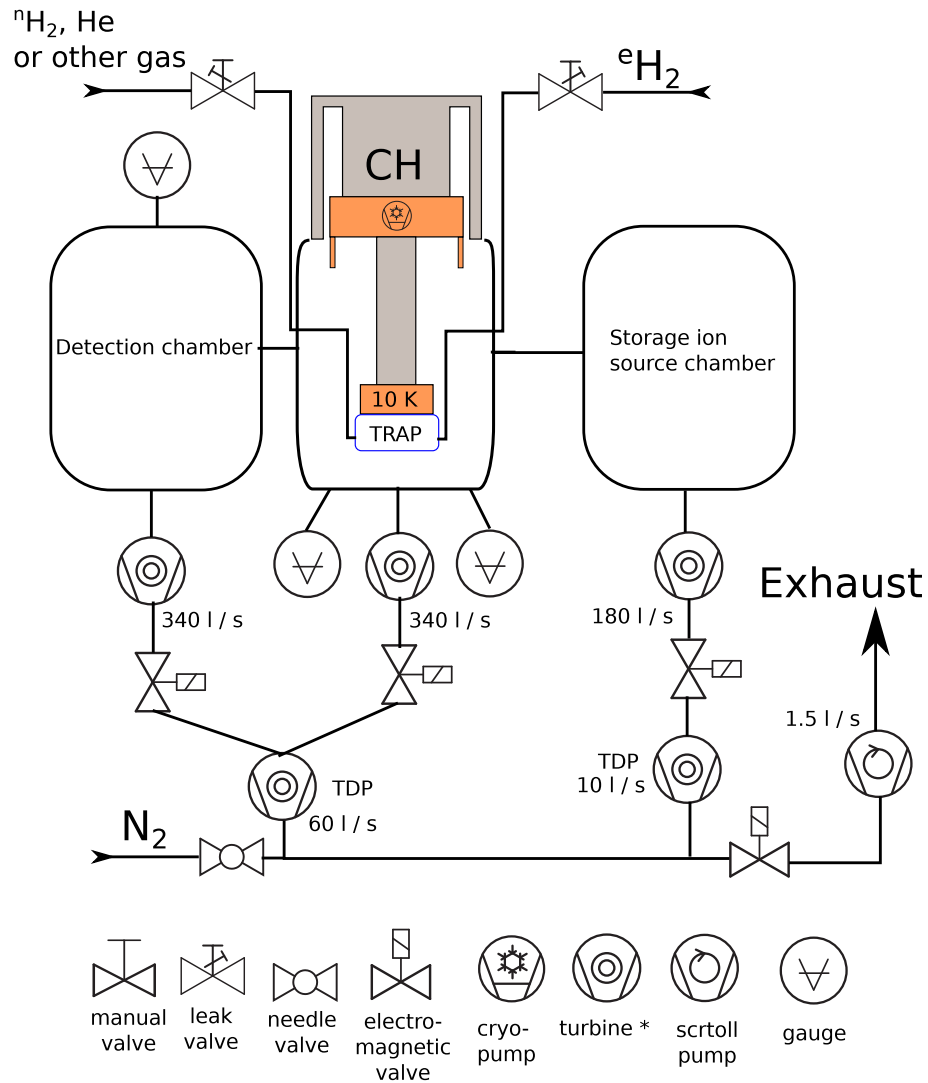 ⁿH₂, He
or other gas
ᵉH₂
CH
Detection chamber
Storage ion
source chamber
10 K
TRAP
340 l / s
340 l / s
180 l / s
Exhaust
1.5 l / s
TDP
60 l / s
TDP
10 l / s
N₂
manual
valve
leak
valve
needle
valve
electro-
magnetic
valve
cryo-
pump
turbine *
scrtoll
pump
gauge